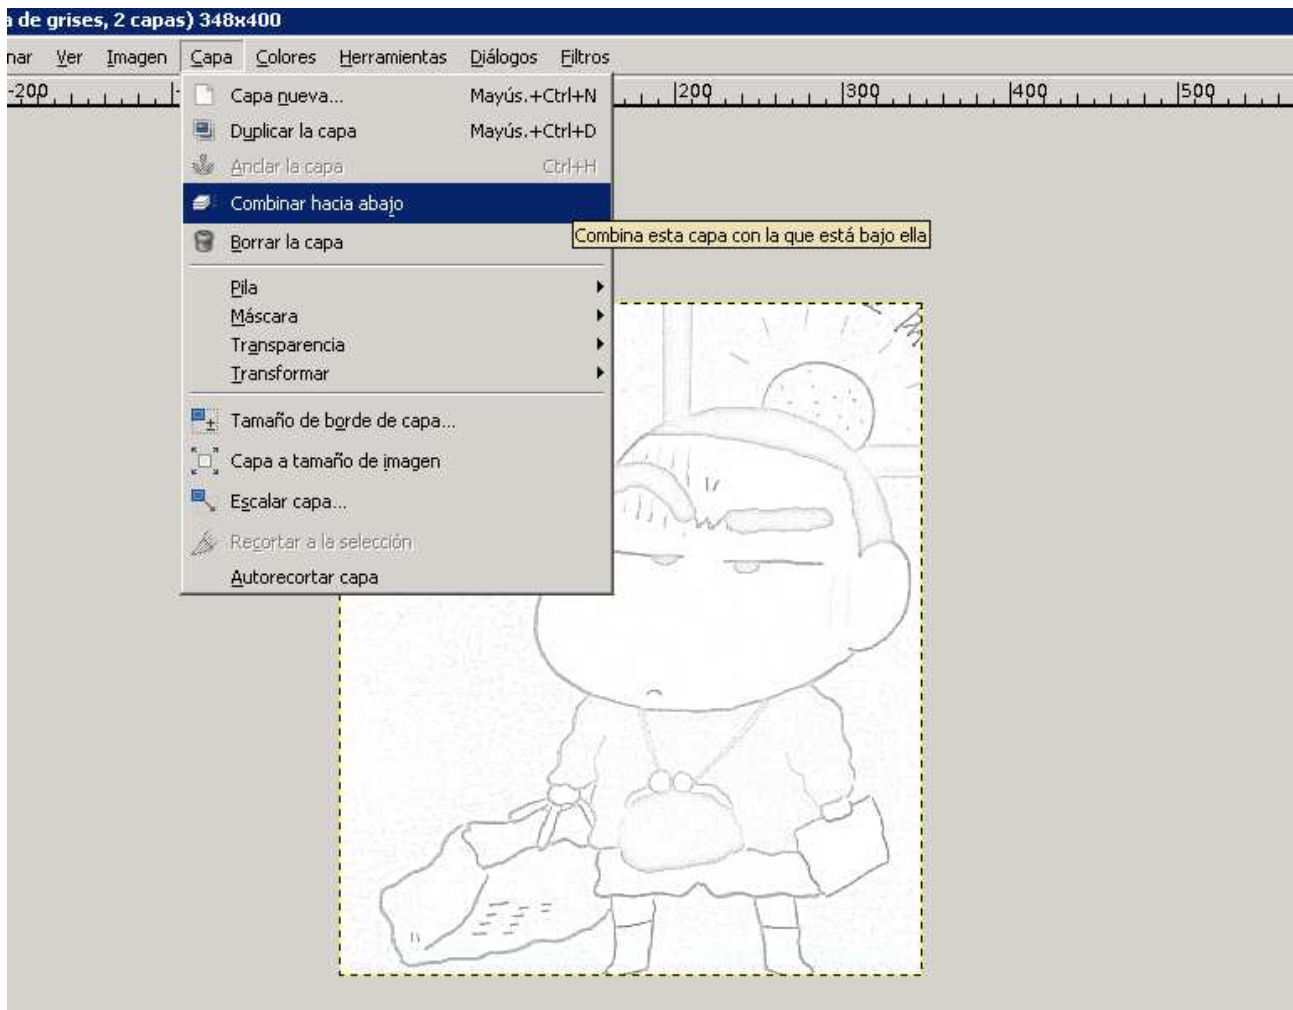 a de grises, 2 capas) 348x400
nar Ver Imagen Capa Colores Herramientas Diálogos Filtros
-200 200 300 400 500
Capa nueva... Mayús.+Ctrl+N
Duplicar la capa Mayús.+Ctrl+D
Anclar la capa Ctrl+H
Combinar hacia abajo
Combina esta capa con la que está bajo ella
Borrar la capa
Pila
Máscara
Transparencia
Transformar
Tamaño de borde de capa...
Capa a tamaño de imagen
Escalar capa...
Recortar a la selección
Autorecortar capa